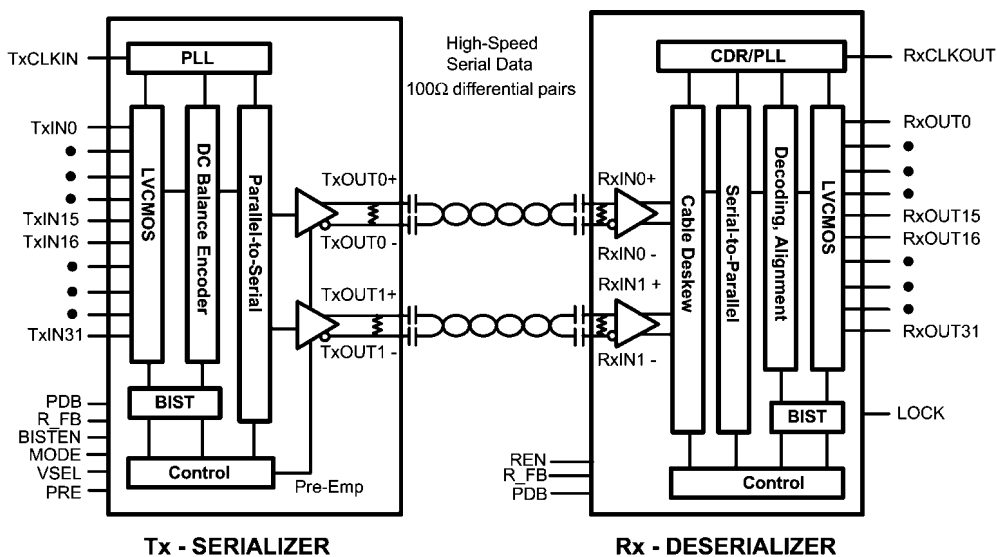 TxCLKIN
PLL
TxIN0
TxIN15
TxIN16
TxIN31
LVCMOS
DC Balance Encoder
Parallel-to-Serial
BIST
Control
PDB
R_FB
BISTEN
MODE
VSEL
PRE
Pre-Emp
TxOUT0+
TxOUT0 -
TxOUT1+
TxOUT1 -
High-Speed
Serial Data
100Ω differential pairs
RxIN0+
RxIN0 -
RxIN1 +
RxIN1 -
CDR/PLL
Cable Deskew
Serial-to-Parallel
Decoding, Alignment
LVCMOS
BIST
Control
RxCLKOUT
RxOUT0
RxOUT15
RxOUT16
RxOUT31
LOCK
REN
R_FB
PDB
Tx - SERIALIZER
Rx - DESERIALIZER